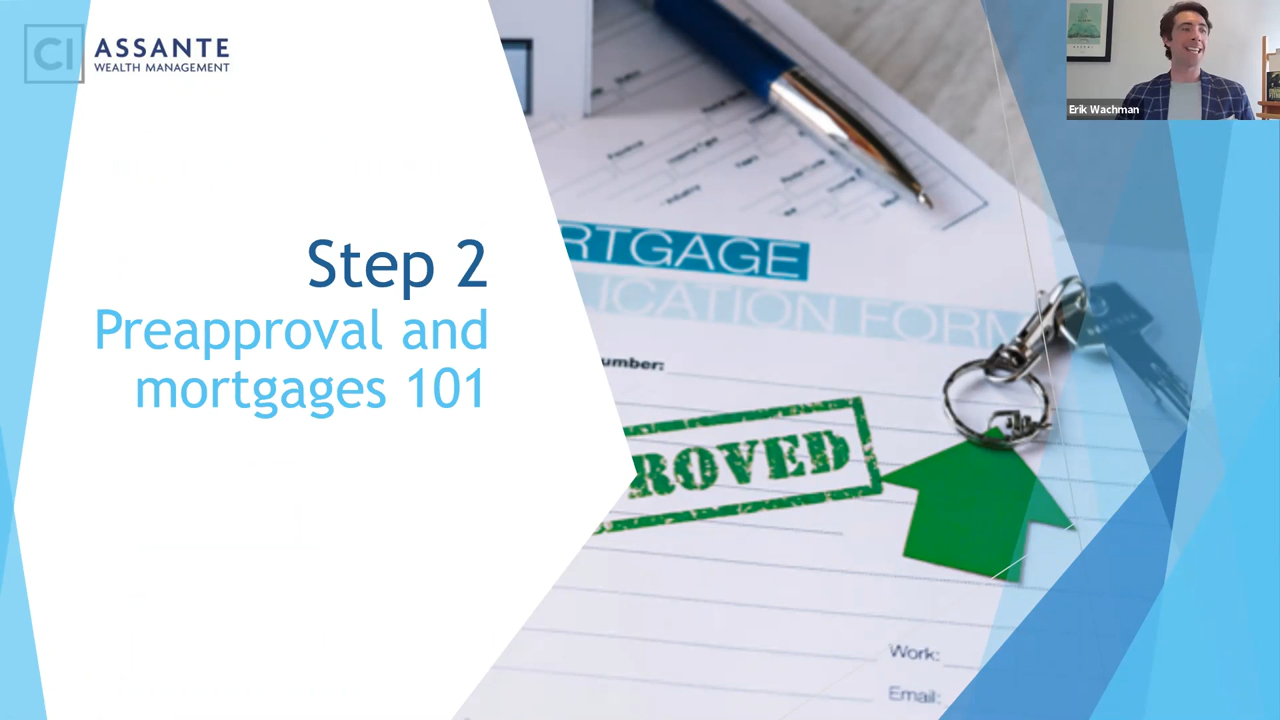 CI ASSANTE
WEALTH MANAGEMENT
Erik Wachman
Step 2
Preapproval and
mortgages 101
RTGAGE
ICATION FORM
umber:
ROVED
Work:
Email: